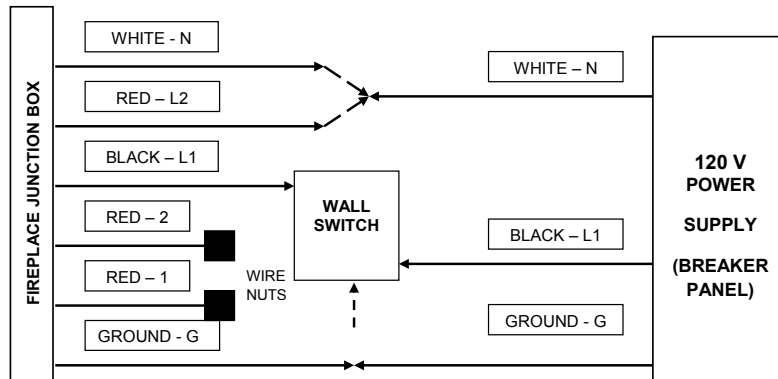 FIREPLACE JUNCTION BOX
WHITE - N
RED – L2
BLACK – L1
RED – 2
RED – 1
GROUND - G
WIRE
NUTS
WALL
SWITCH
WHITE – N
BLACK – L1
GROUND - G
120 V
POWER
SUPPLY
(BREAKER
PANEL)